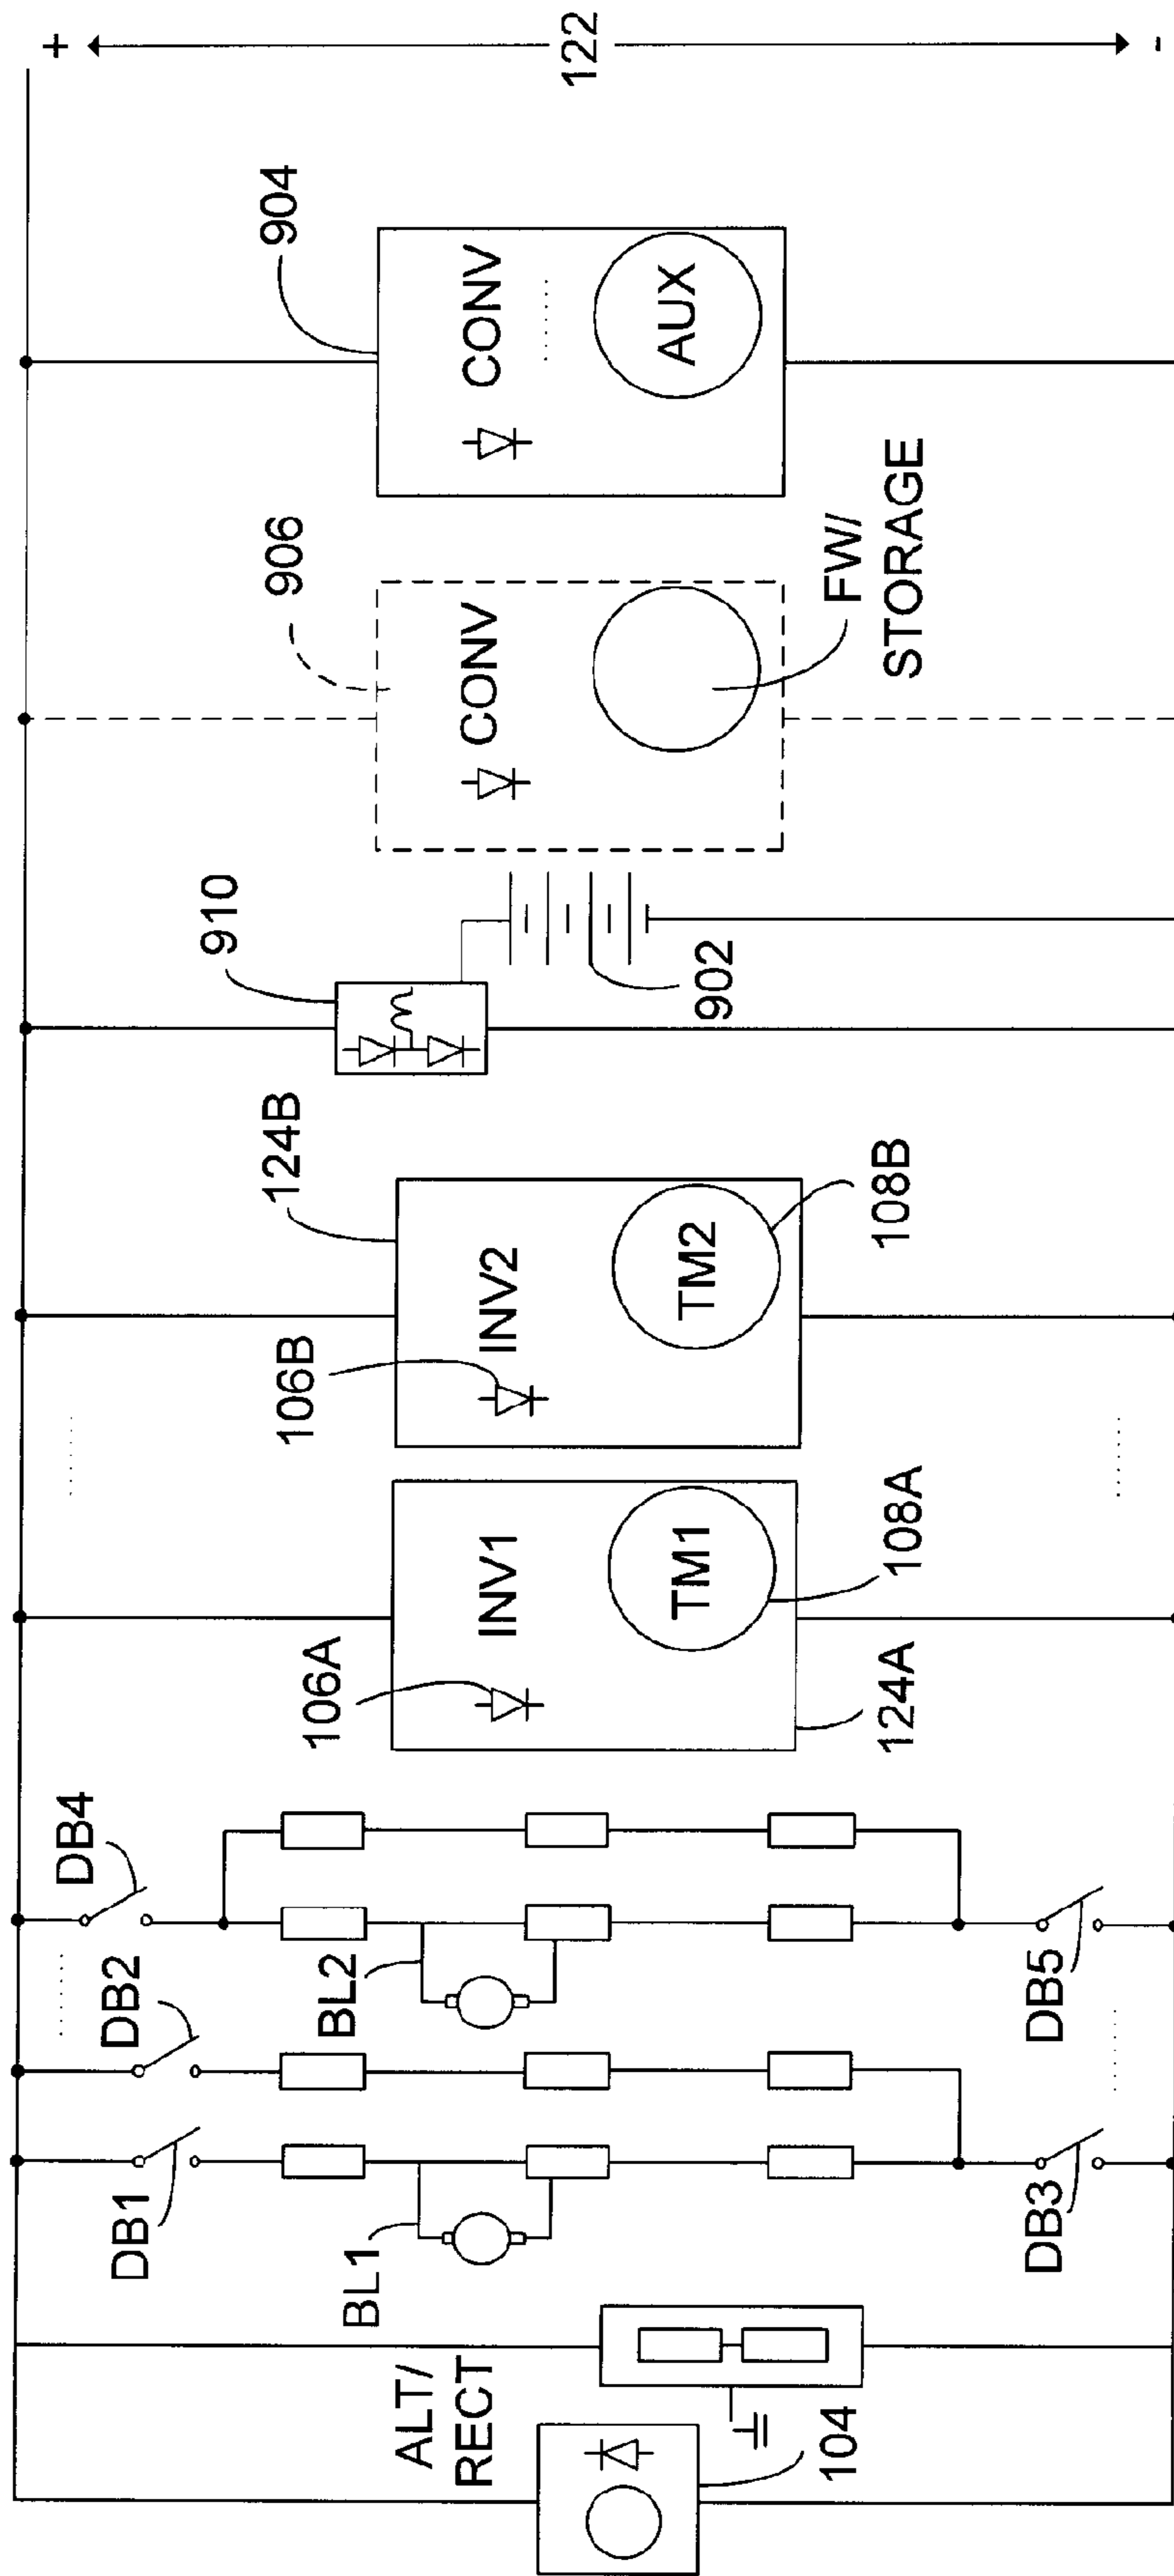 ALT/
RECT
104
DB1
BL1
DB3
DB2
BL2
DB4
DB5
106A
INV1
TM1
108A
124A
106B
INV2
TM2
108B
124B
910
902
906
CONV
FW/
STORAGE
904
CONV
AUX
+
122
-